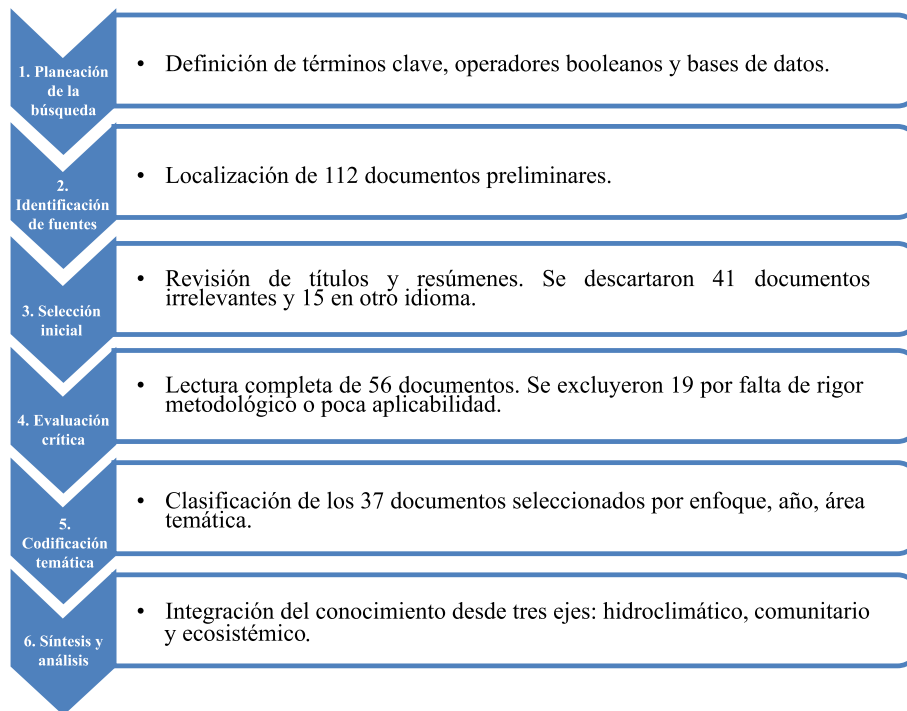 1. Planeación
de la
búsqueda
• Definición de términos clave, operadores booleanos y bases de datos.
2.
Identificación
de fuentes
• Localización de 112 documentos preliminares.
3. Selección
inicial
• Revisión de títulos y resúmenes. Se descartaron 41 documentos
irrelevantes y 15 en otro idioma.
4. Evaluación
crítica
• Lectura completa de 56 documentos. Se excluyeron 19 por falta de rigor
metodológico o poca aplicabilidad.
5.
Codificación
temática
• Clasificación de los 37 documentos seleccionados por enfoque, año, área
temática.
6. Síntesis y
análisis
• Integración del conocimiento desde tres ejes: hidroclimático, comunitario
y ecosistémico.